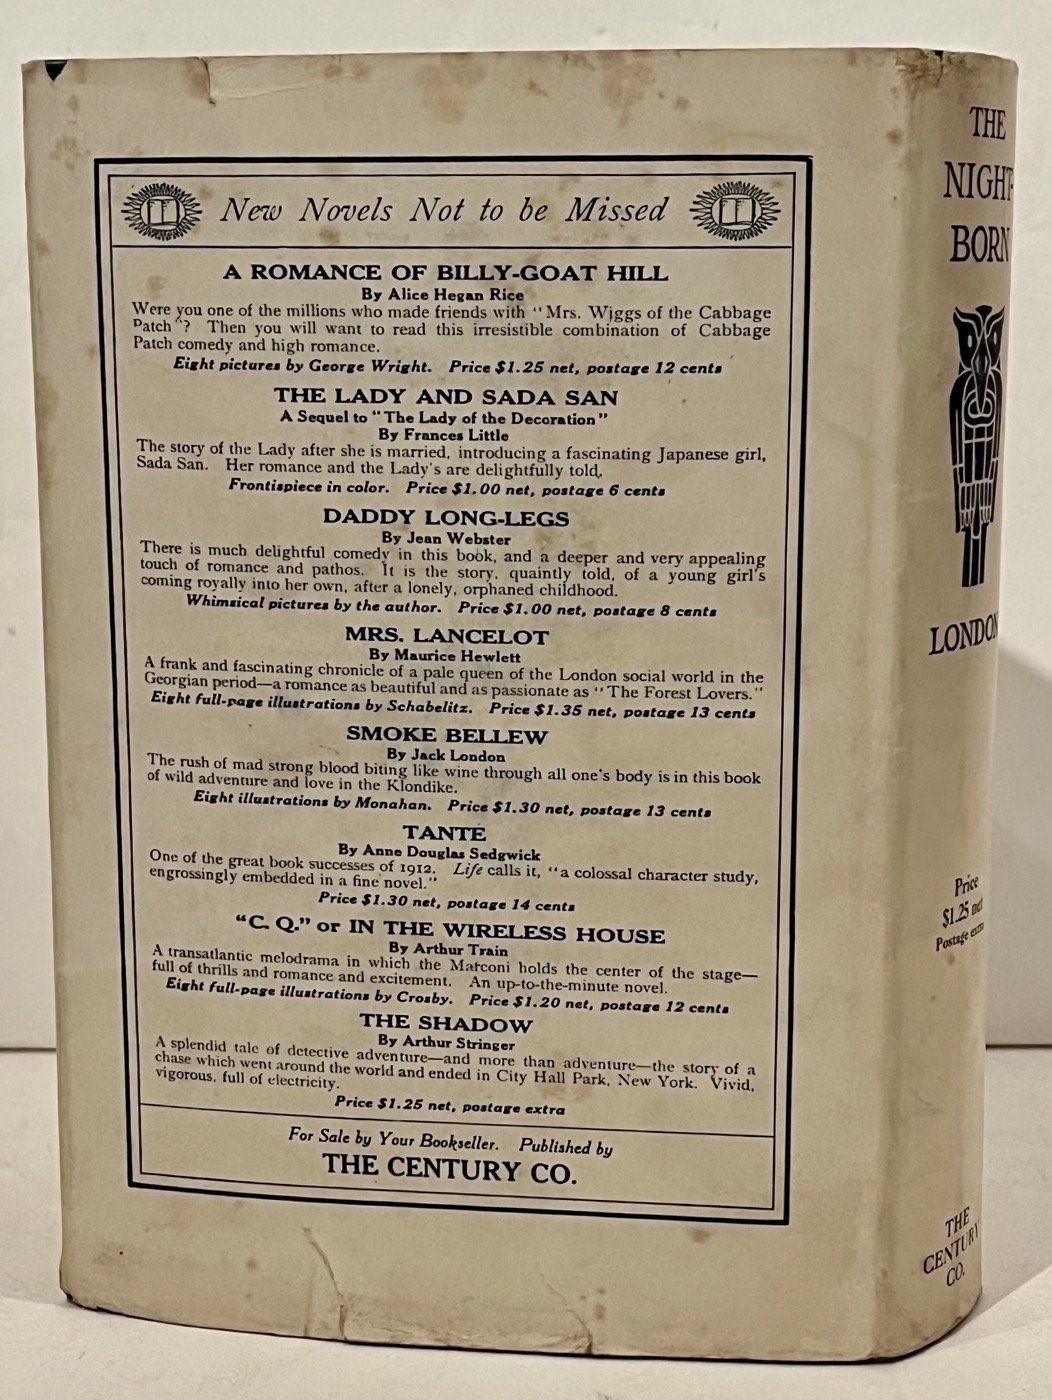 New Novels Not to be Missed
A ROMANCE OF BILLY-GOAT HILL
By Alice Hegan Rice
Were you one of the millions who made friends with "Mrs. Wiggs of the Cabbage
Patch"? Then you will want to read this irresistible combination of Cabbage
Patch comedy and high romance.
Eight pictures by George Wright. Price $1.25 net, postage 12 cents
THE LADY AND SADA SAN
A Sequel to "The Lady of the Decoration"
By Frances Little
The story of the Lady after she is married, introducing a fascinating Japanese girl,
Sada San. Her romance and the Lady's are delightfully told.
Frontispiece in color. Price $1.00 net, postage 6 cents
DADDY LONG-LEGS
By Jean Webster
There is much delightful comedy in this book, and a deeper and very appealing
touch of romance and pathos. It is the story, quaintly told, of a young girl's
coming royally into her own, after a lonely, orphaned childhood.
Whimsical pictures by the author. Price $1.00 net, postage 8 cents
MRS. LANCELOT
By Maurice Hewlett
A frank and fascinating chronicle of a pale queen of the London social world in the
Georgian period—a romance as beautiful and as passionate as "The Forest Lovers."
Eight full-page illustrations by Schabelitz. Price $1.35 net, postage 13 cents
SMOKE BELLEW
By Jack London
The rush of mad strong blood biting like wine through all one's body is in this book
of wild adventure and love in the Klondike.
Eight illustrations by Monahan. Price $1.30 net, postage 13 cents
TANTE
By Anne Douglas Sedgwick
One of the great book successes of 1912. Life calls it, "a colossal character study,
engrossingly embedded in a fine novel."
Price $1.30 net, postage 14 cents
"C. Q." or IN THE WIRELESS HOUSE
By Arthur Train
A transatlantic melodrama in which the Marconi holds the center of the stage—
full of thrills and romance and excitement. An up-to-the-minute novel.
Eight full-page illustrations by Crosby. Price $1.20 net, postage 12 cents
THE SHADOW
By Arthur Stringer
A splendid tale of detective adventure—and more than adventure—the story of a
chase which went around the world and ended in City Hall Park, New York. Vivid,
vigorous, full of electricity.
Price $1.25 net, postage extra
For Sale by Your Bookseller. Published by
THE CENTURY CO.
THE
NIGHT-
BORN
LONDON
Price
$1.25 net
Postage extra
THE
CENTURY
CO.